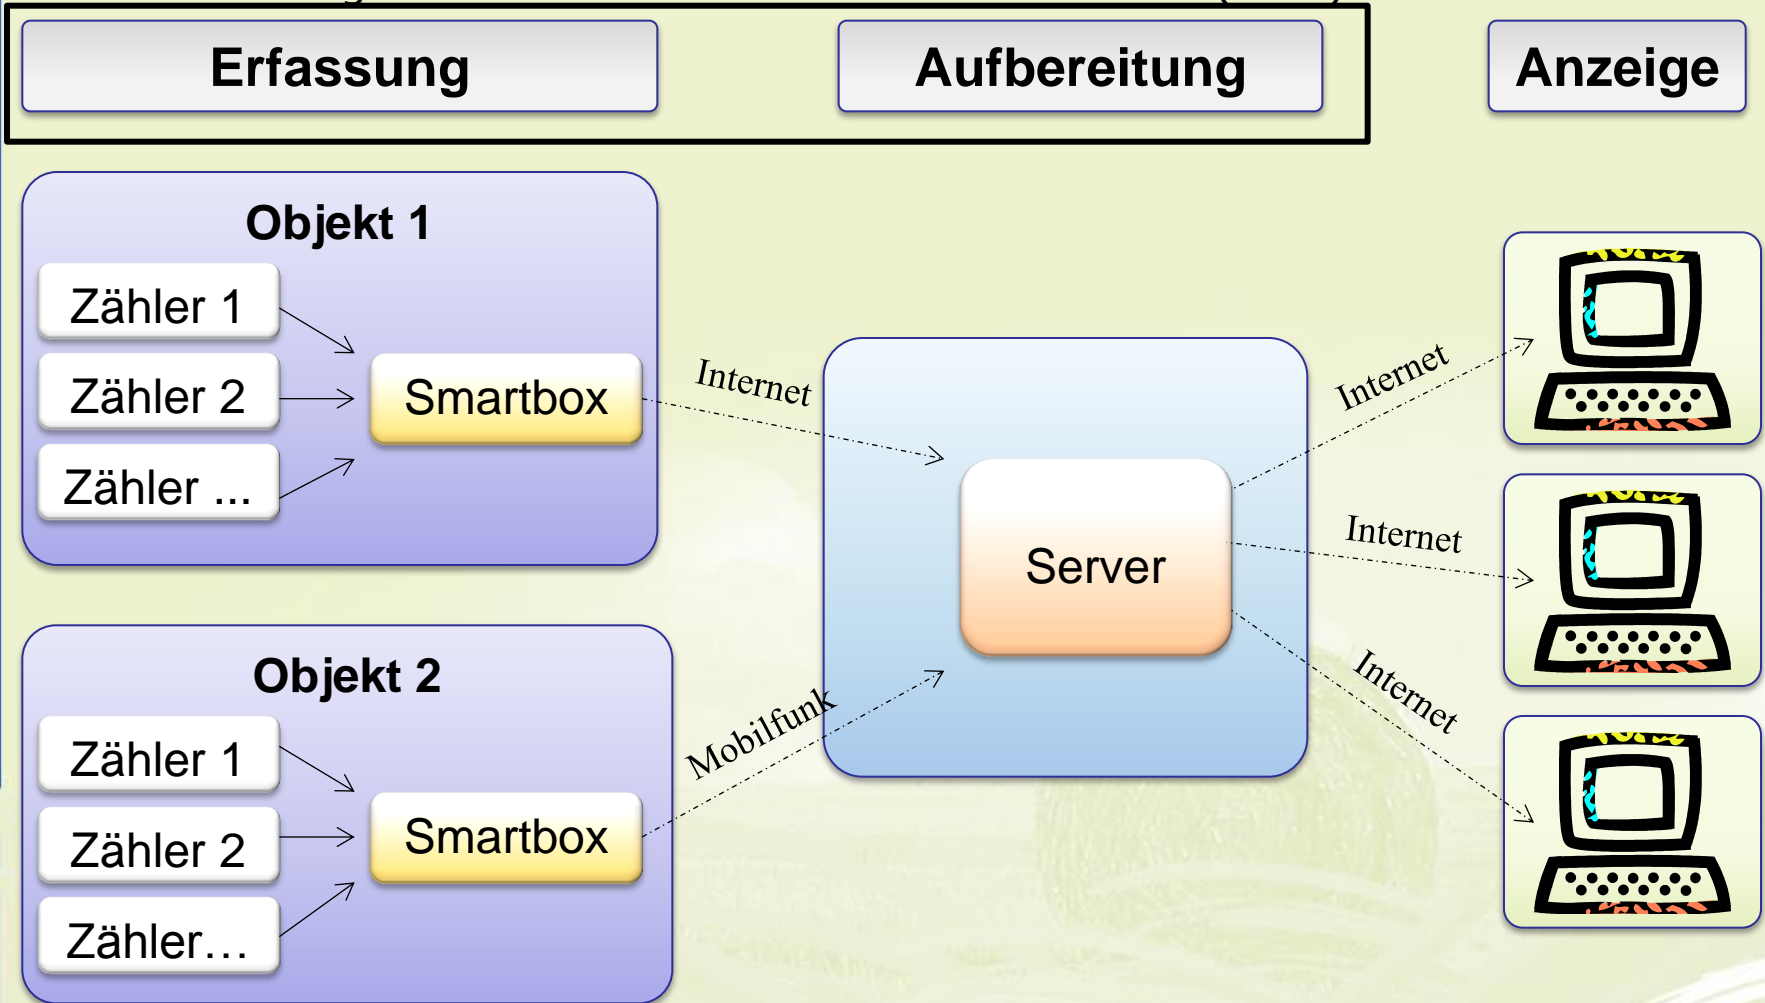 Erfassung
Aufbereitung
Anzeige
Objekt 1
Zähler 1
Zähler 2
Zähler ...
Smartbox
Internet
Server
Internet
Internet
Internet
Objekt 2
Zähler 1
Zähler 2
Zähler…
Smartbox
Mobilfunk